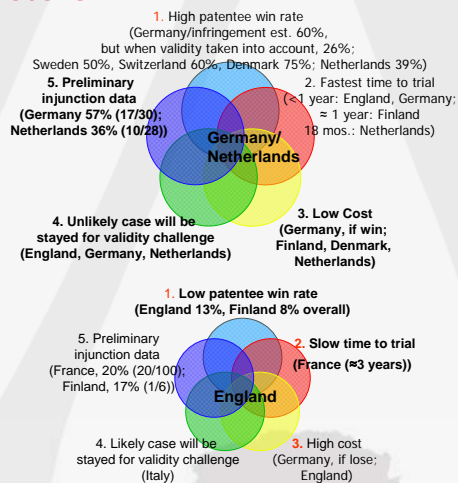 1. High patentee win rate
(Germany/infringement est. 60%,
but when validity taken into account, 26%;
Sweden 50%, Switzerland 60%, Denmark 75%; Netherlands 39%)
5. Preliminary
injunction data
(Germany 57% (17/30);
Netherlands 36% (10/28))
2. Fastest time to trial
(<1 year: England, Germany;
≈ 1 year: Finland
18 mos.: Netherlands)
Germany/
Netherlands
4. Unlikely case will be
stayed for validity challenge
(England, Germany, Netherlands)
3. Low Cost
(Germany, if win;
Finland, Denmark,
Netherlands)
1. Low patentee win rate
(England 13%, Finland 8% overall)
5. Preliminary
injunction data
(France, 20% (20/100);
Finland, 17% (1/6))
2. Slow time to trial
(France (≈3 years))
England
4. Likely case will be
stayed for validity challenge
(Italy)
3. High cost
(Germany, if lose;
England)